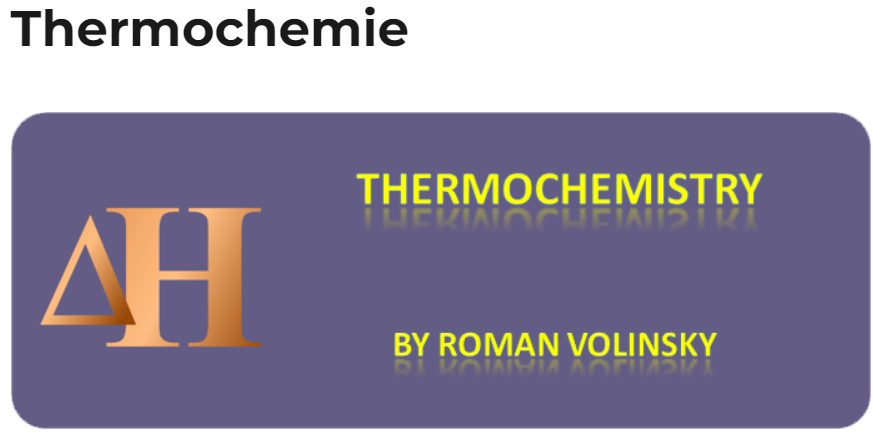 Thermochemie
ΔH
THERMOCHEMISTRY
BY ROMAN VOLINSKY